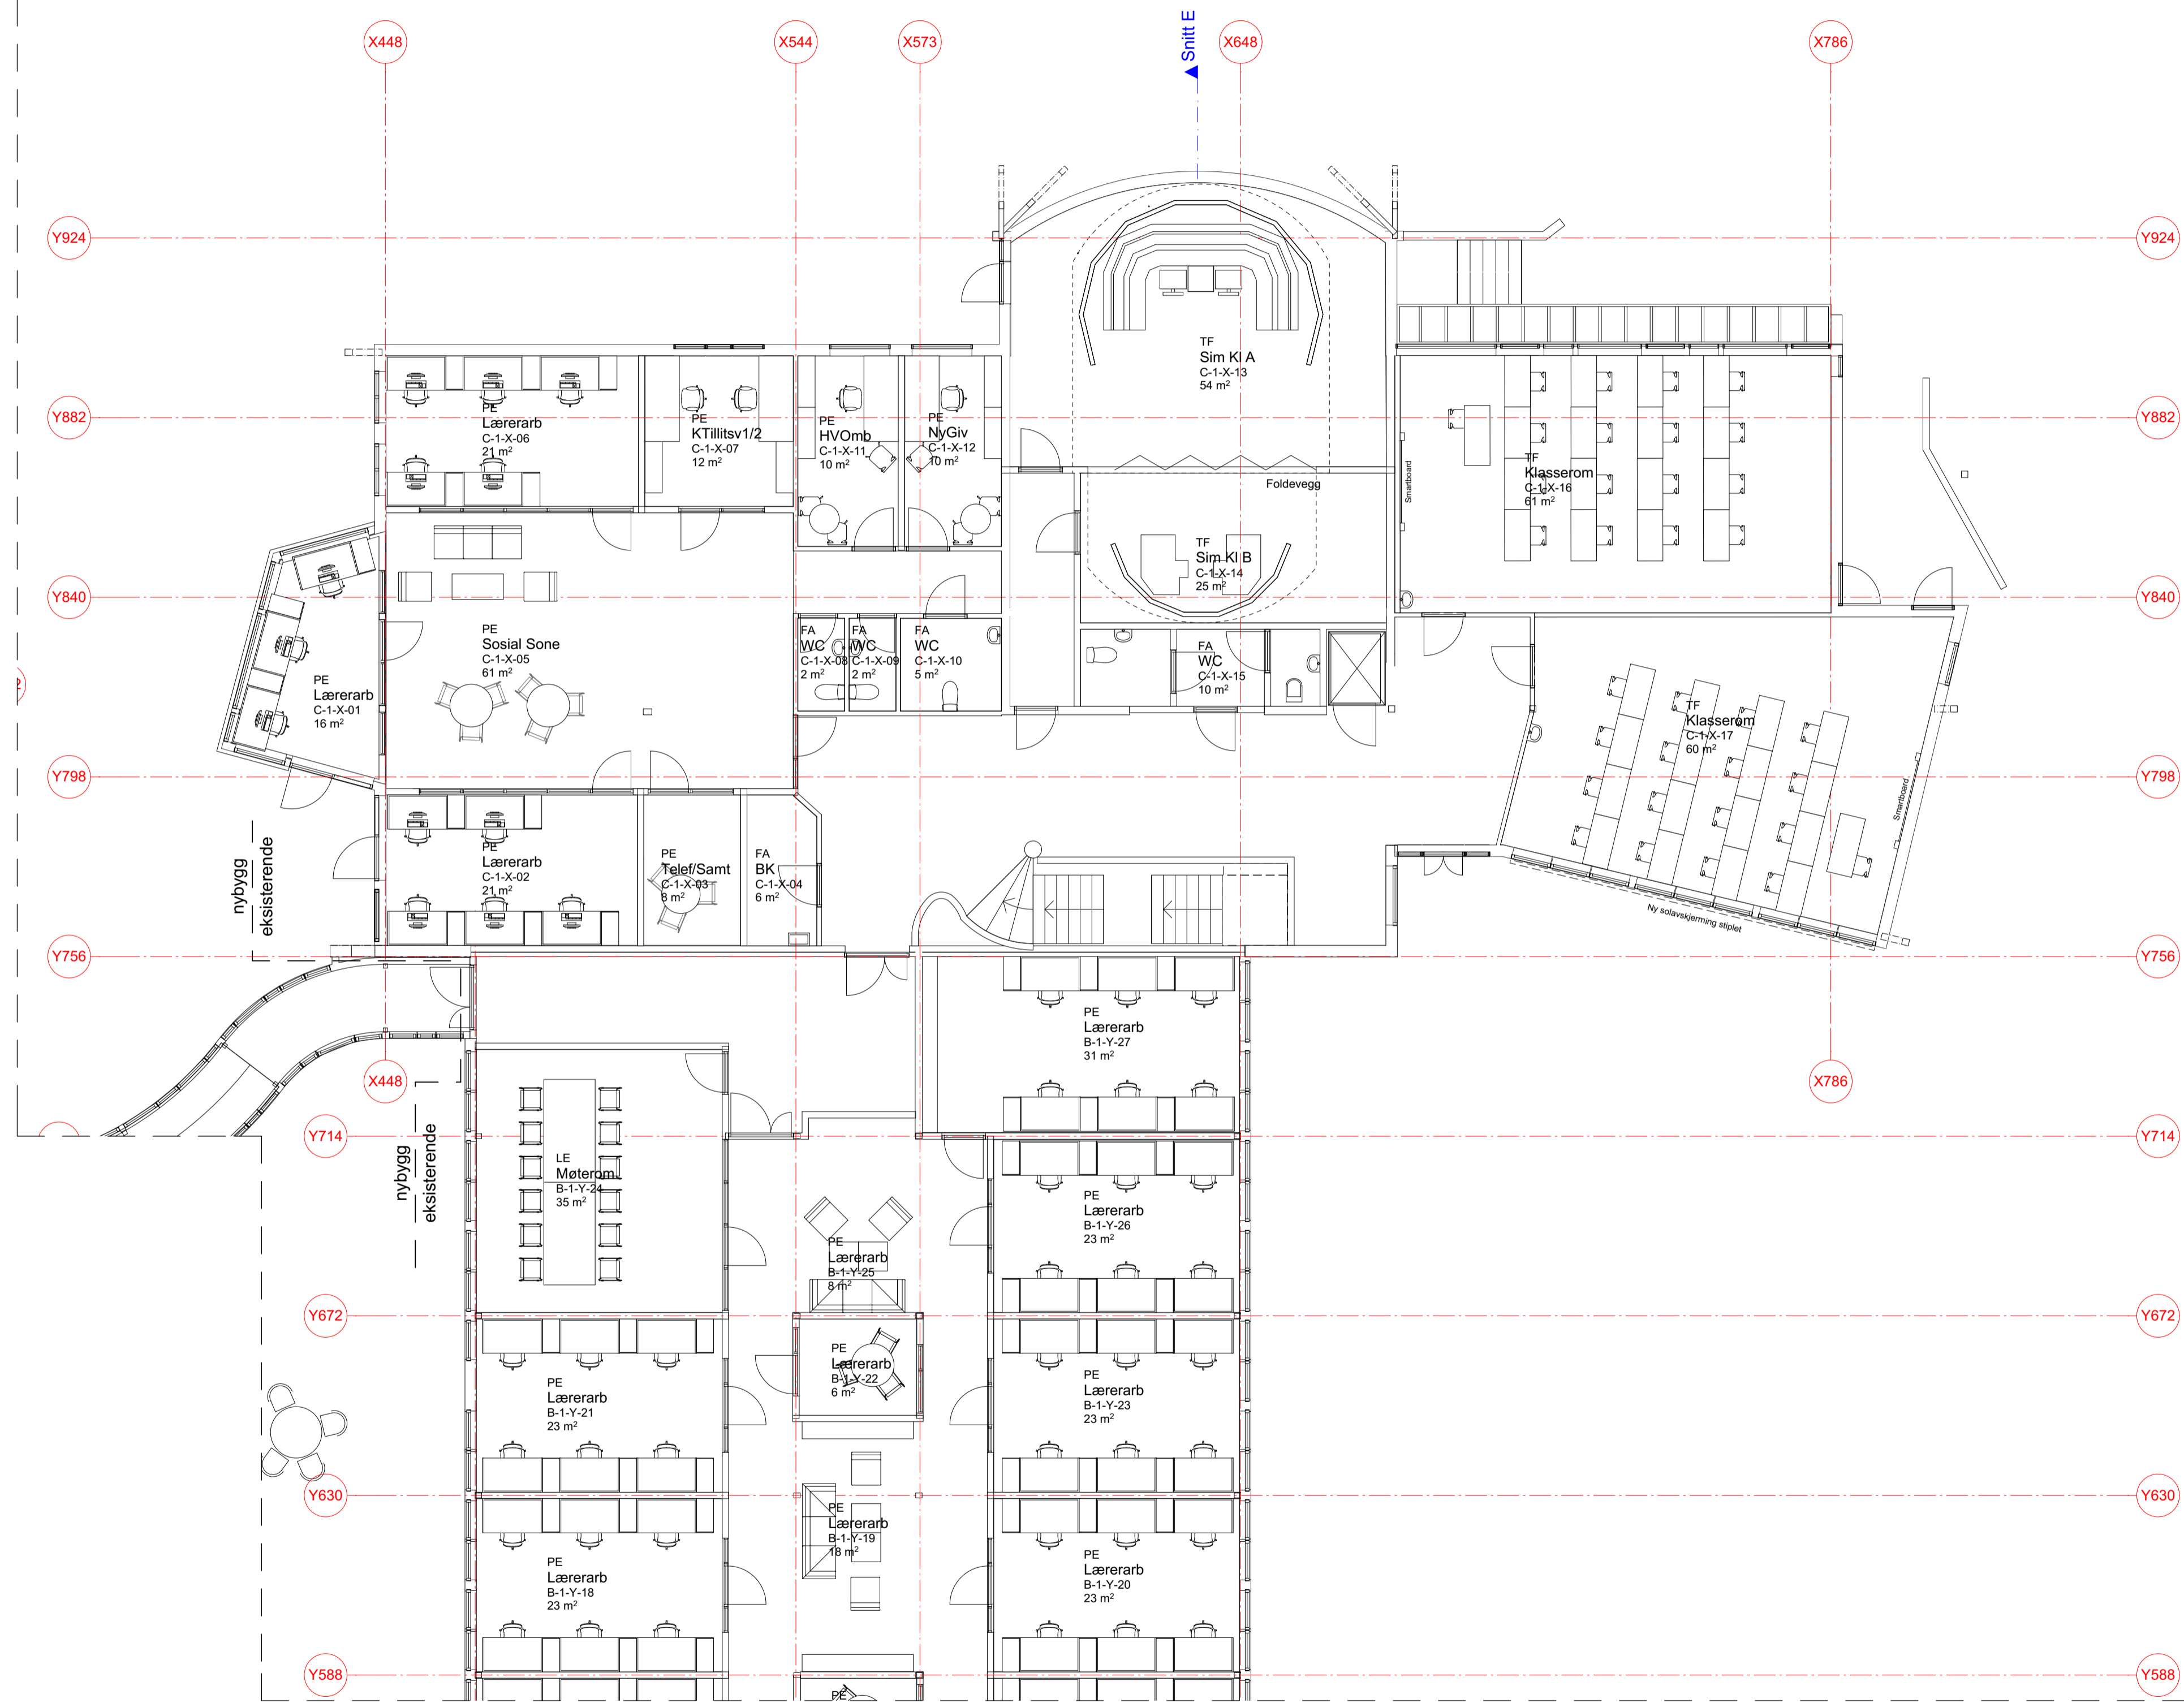 Snitt E
X448
X544
X573
X648
X786
Y924
Y924
TF
Sim Kl A
C-1-X-13
54 m²
PE
Lærerarb
C-1-X-06
21 m²
PE
KTillitsv1/2
C-1-X-07
12 m²
PE
HVOmb
C-1-X-11
10 m²
PE
NyGiv
C-1-X-12
10 m²
Y882
Y882
Foldevegg
Smartboard
TF
Klasserom
C-1-X-16
61 m²
TF
Sim Kl B
C-1-X-14
25 m²
Y840
Y840
PE
Sosial Sone
C-1-X-05
61 m²
FA
WC
C-1-X-08
2 m²
FA
WC
C-1-X-09
2 m²
FA
WC
C-1-X-10
5 m²
FA
WC
C-1-X-15
10 m²
PE
Lærerarb
C-1-X-01
16 m²
TF
Klasserom
C-1-X-17
60 m²
Smartboard
Y798
Y798
nybygg
eksisterende
PE
Lærerarb
C-1-X-02
21 m²
PE
Telef/Samt
C-1-X-03
8 m²
FA
BK
C-1-X-04
6 m²
Ny solavskjerming stiplet
Y756
Y756
PE
Lærerarb
B-1-Y-27
31 m²
X448
X786
Y714
Y714
nybygg
eksisterende
LE
Møterom
B-1-Y-24
35 m²
PE
Lærerarb
B-1-Y-26
23 m²
PE
Lærerarb
B-1-Y-25
8 m²
Y672
Y672
PE
Lærerarb
B-1-Y-22
6 m²
PE
Lærerarb
B-1-Y-21
23 m²
PE
Lærerarb
B-1-Y-23
23 m²
Y630
Y630
PE
Lærerarb
B-1-Y-19
18 m²
PE
Lærerarb
B-1-Y-18
23 m²
PE
Lærerarb
B-1-Y-20
23 m²
Y588
Y588
PE